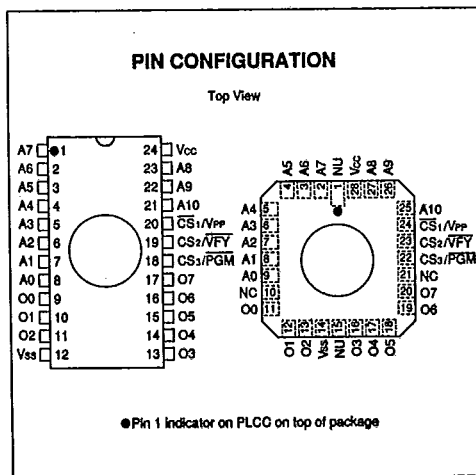 PIN CONFIGURATION
Top View
A7 1 24 Vcc
A6 2 23 A8
A5 3 22 A9
A4 4 21 A10
A3 5 20 C̅S̅1/VPP
A2 6 19 CS2/V̅F̅Y̅
A1 7 18 CS3/P̅G̅M̅
A0 8 17 O7
O0 9 16 O6
O1 10 15 O5
O2 11 14 O4
Vss 12 13 O3
A5 A6 A7 NU Vcc A8 A9
4 3 2 1 28 27 26
A4 5 25 A10
A3 6 24 C̅S̅1/VPP
A2 7 23 CS2/V̅F̅Y̅
A1 8 22 CS3/P̅G̅M̅
A0 9 21 NC
NC 10 20 O7
O0 11 19 O6
12 13 14 15 16 17 18
O1 O2 Vss NU O3 O4 O5
●Pin 1 indicator on PLCC on top of package